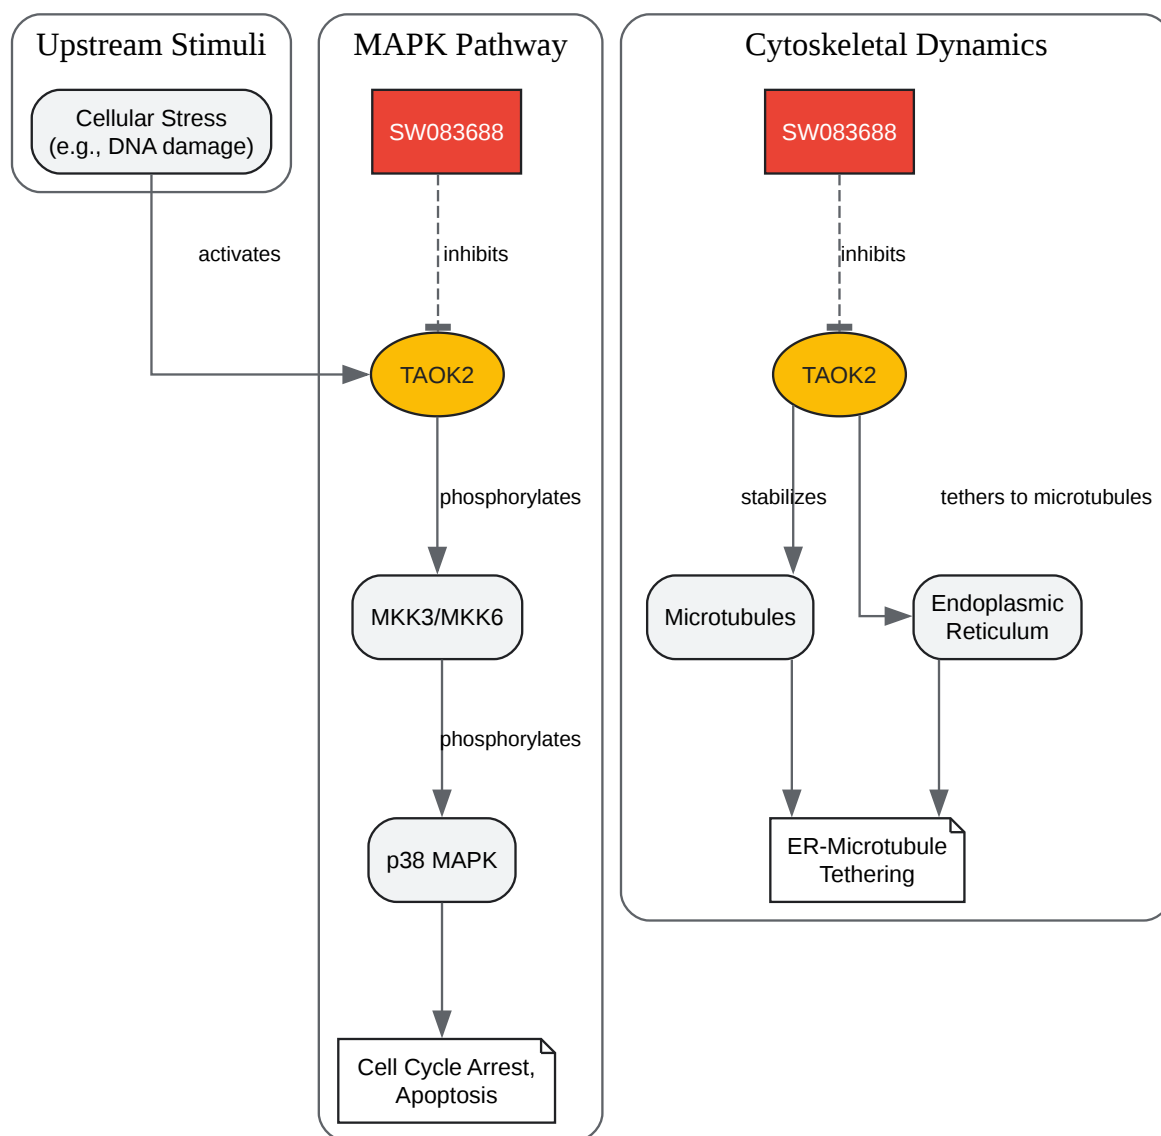 Upstream Stimuli
Cellular Stress
(e.g., DNA damage)
activates
MAPK Pathway
SW083688
inhibits
TAOK2
phosphorylates
MKK3/MKK6
phosphorylates
p38 MAPK
Cell Cycle Arrest,
Apoptosis
Cytoskeletal Dynamics
SW083688
inhibits
TAOK2
stabilizes
tethers to microtubules
Microtubules
Endoplasmic
Reticulum
ER-Microtubule
Tethering